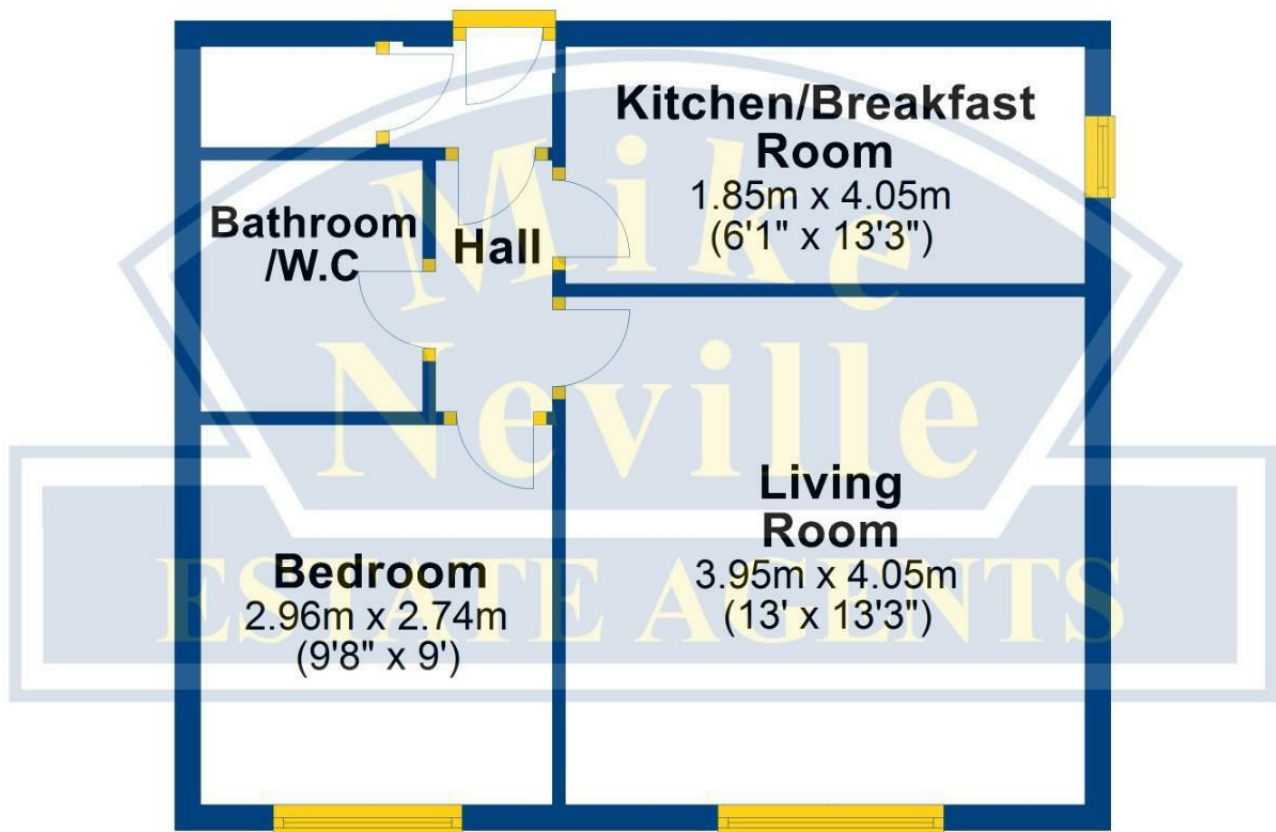 Kitchen/Breakfast
Room
1.85m x 4.05m
(6'1" x 13'3")
Bathroom
/W.C
Hall
Living
Room
3.95m x 4.05m
(13' x 13'3")
Bedroom
2.96m x 2.74m
(9'8" x 9')
Mike
Neville
ESTATE AGENTS